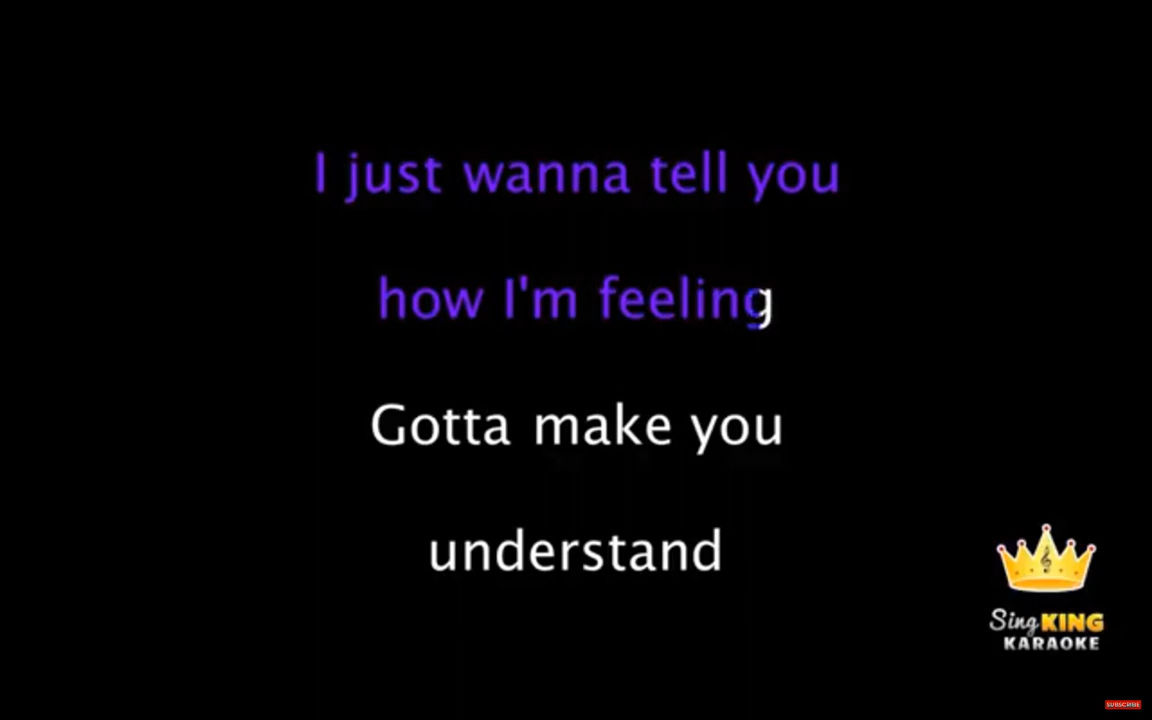 I just wanna tell you
how I'm feeling
Gotta make you
understand
Sing KING
KARAOKE
SUBSCRIBE